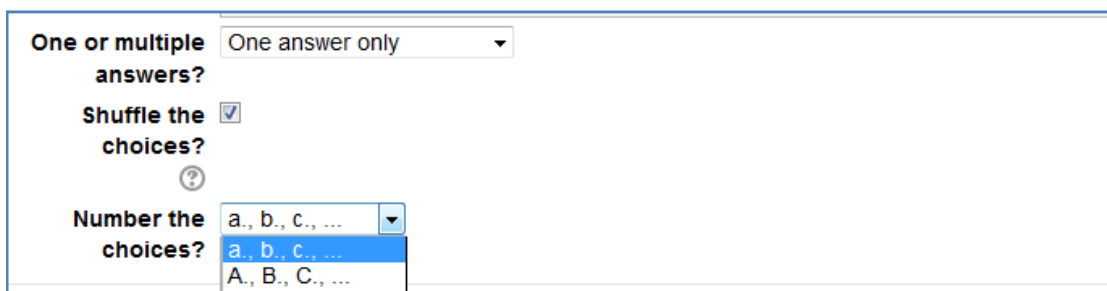 One or multiple One answer only
answers?
Shuffle the
choices?
?
Number the a., b., c., ...
choices? a., b., c., ...
A., B., C., ...